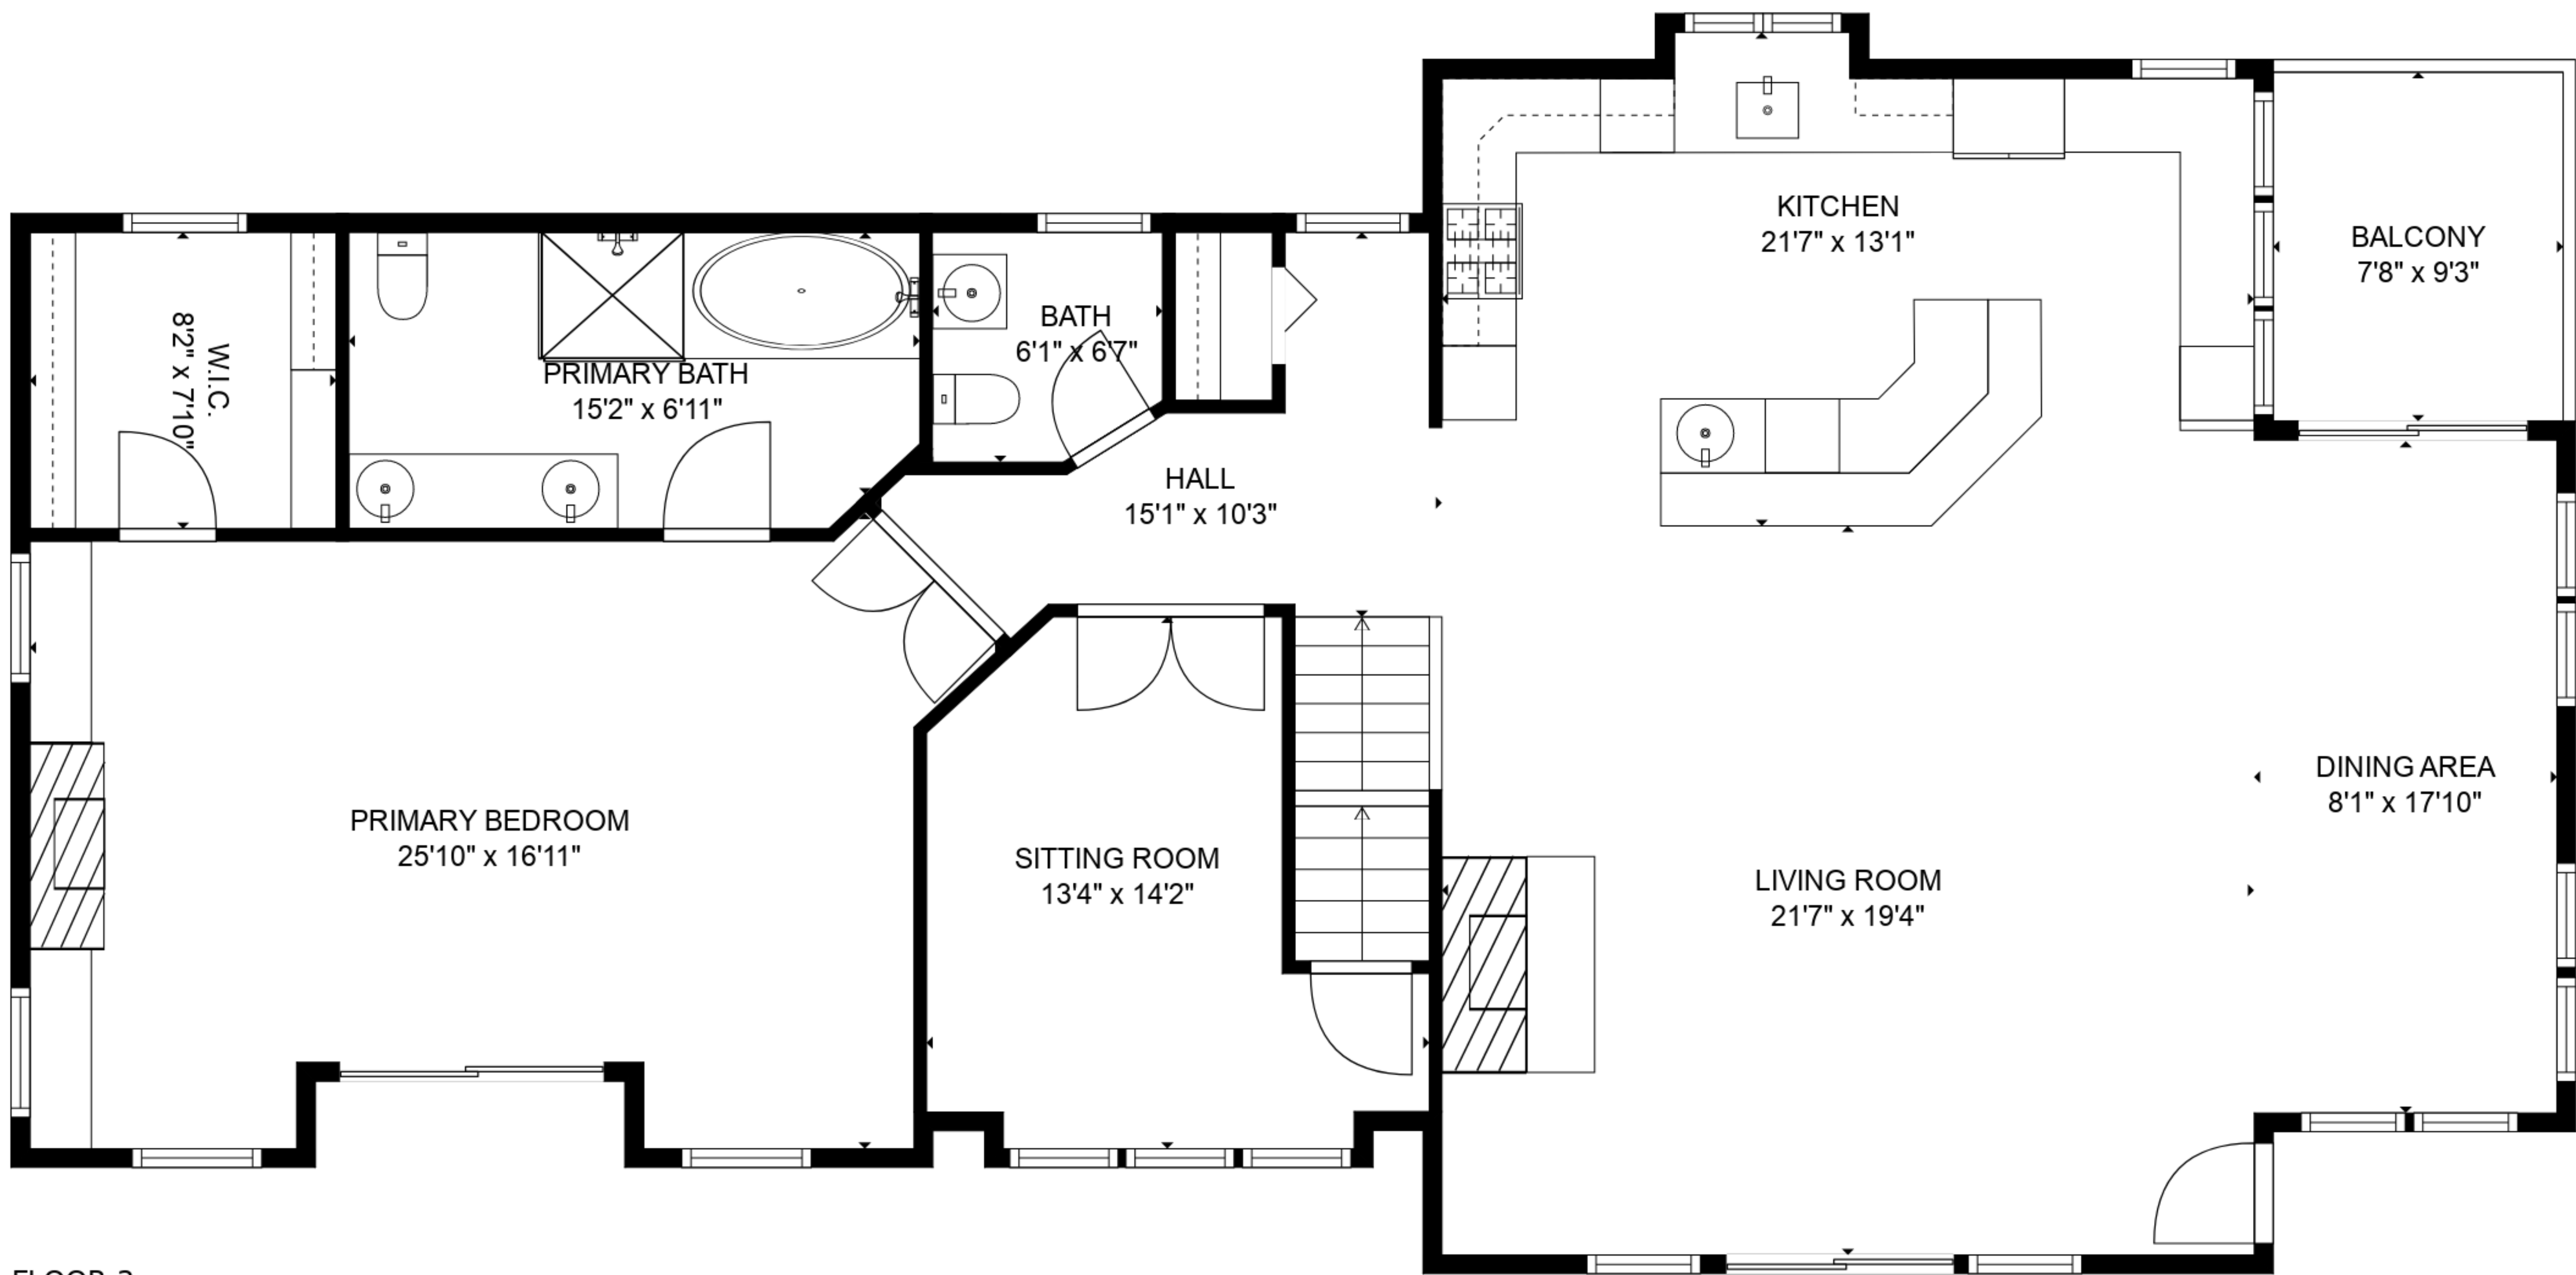 KITCHEN
21'7" x 13'1"
BALCONY
7'8" x 9'3"
W.I.C.
8'2" x 7'10"
PRIMARY BATH
15'2" x 6'11"
BATH
6'1" x 6'7"
HALL
15'1" x 10'3"
PRIMARY BEDROOM
25'10" x 16'11"
SITTING ROOM
13'4" x 14'2"
LIVING ROOM
21'7" x 19'4"
DINING AREA
8'1" x 17'10"